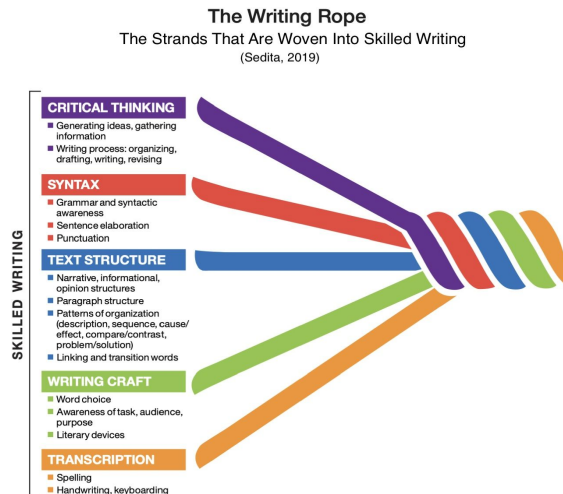 The Writing Rope
The Strands That Are Woven Into Skilled Writing
(Sedita, 2019)
SKILLED WRITING
CRITICAL THINKING
Generating ideas, gathering
information
Writing process: organizing,
drafting, writing, revising
SYNTAX
Grammar and syntactic
awareness
Sentence elaboration
Punctuation
TEXT STRUCTURE
Narrative, informational,
opinion structures
Paragraph structure
Patterns of organization
(description, sequence, cause/
effect, compare/contrast,
problem/solution)
Linking and transition words
WRITING CRAFT
Word choice
Awareness of task, audience,
purpose
Literary devices
TRANSCRIPTION
Spelling
Handwriting, keyboarding